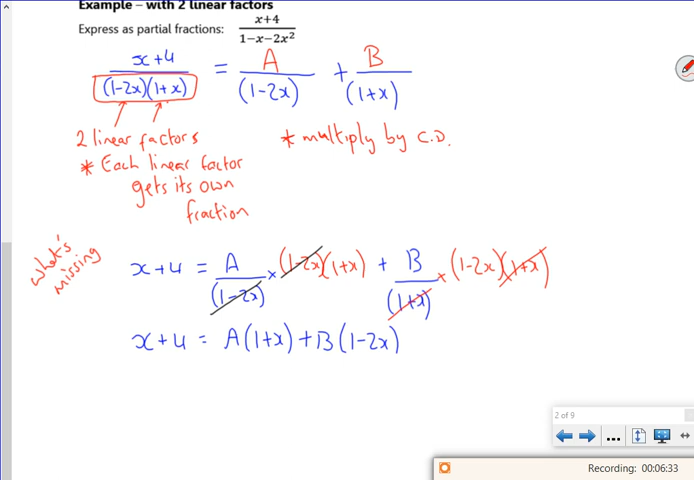 Example – with 2 linear factors
Express as partial fractions: x+4 / 1−x−2x²
x+4 / (1-2x)(1+x) = A / (1-2x) + B / (1+x)
2 linear factors
* multiply by C.D.
* Each linear factor
gets its own
fraction
what's
missing
x+4 = A / (1-2x) × (1-2x)(1+x) + B / (1+x) × (1-2x)(1+x)
x+4 = A(1+x) + B(1-2x)
2 of 9
...
Recording: 00:06:33